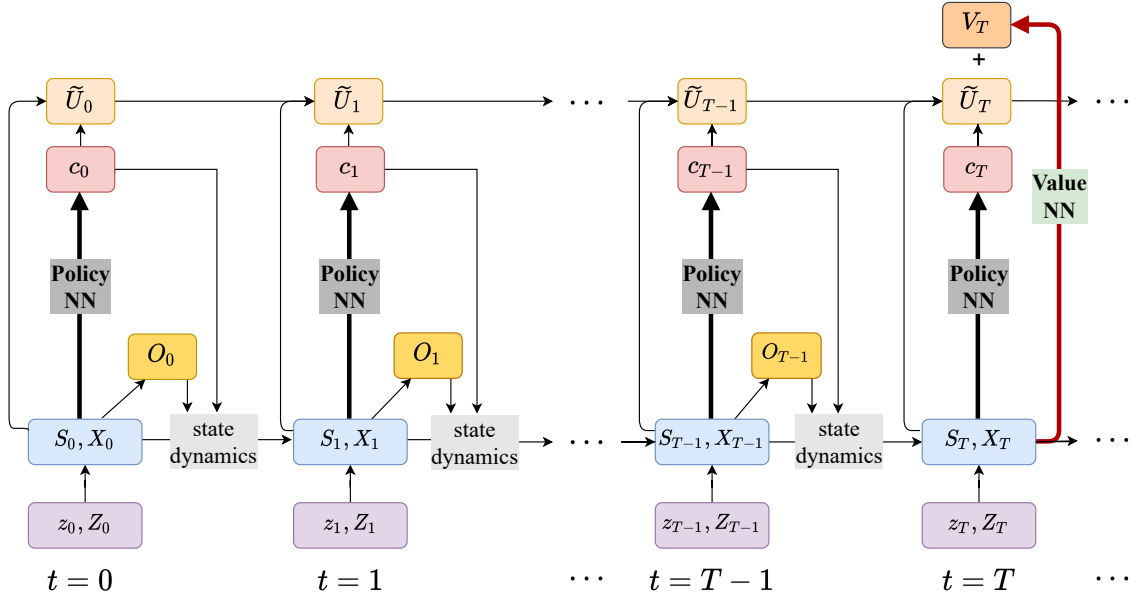 V_T
+
Ũ_0 Ũ_1 ··· Ũ_{T−1} Ũ_T ···
c_0 c_1 c_{T−1} c_T
Value
NN
Policy
NN
Policy
NN
Policy
NN
Policy
NN
O_0 O_1 O_{T−1}
S_0, X_0
state
dynamics
S_1, X_1
state
dynamics
···
S_{T−1}, X_{T−1}
state
dynamics
S_T, X_T
···
z_0, Z_0 z_1, Z_1 z_{T−1}, Z_{T−1} z_T, Z_T
t = 0 t = 1 ··· t = T − 1 t = T ···